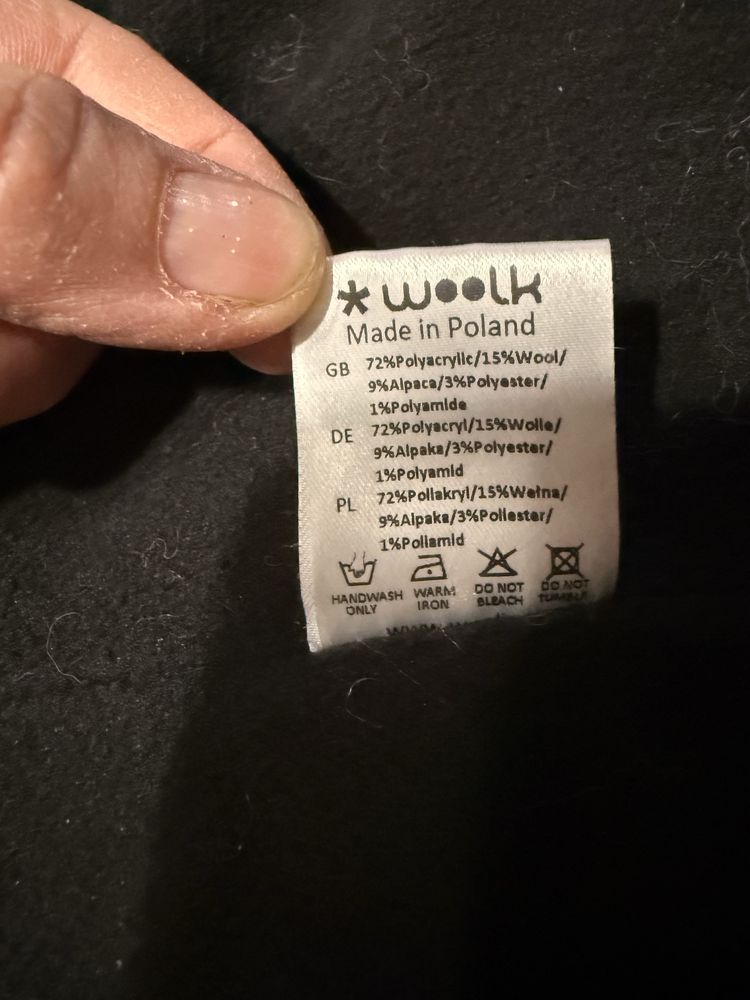 * woolk
Made in Poland
GB 72%Polyacrylic/15%Wool/
9%Alpaca/3%Polyester/
1%Polyamide
DE 72%Polyacryl/15%Wolle/
9%Alpaka/3%Polyester/
1%Polyamid
PL 72%Poliakryl/15%Wełna/
9%Alpaka/3%Poliester/
1%Poliamid
HANDWASH ONLY
WARM IRON
DO NOT BLEACH
DO NOT TUMBLE